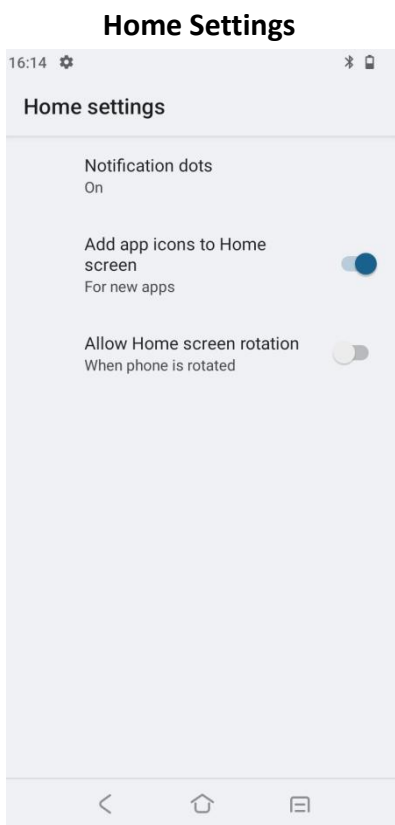 Home Settings
16:14
Home settings
Notification dots
On
Add app icons to Home
screen
For new apps
Allow Home screen rotation
When phone is rotated